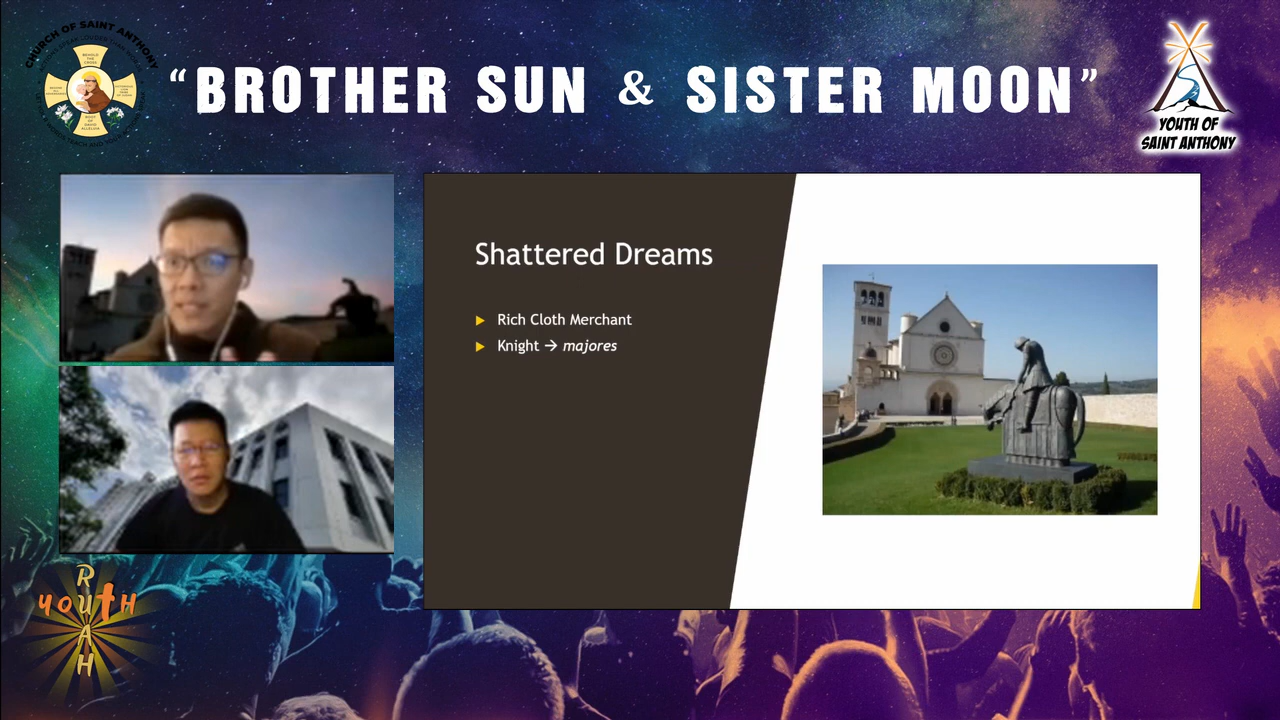 CHURCH OF SAINT ANTHONY
“BROTHER SUN & SISTER MOON”
YOUTH OF
SAINT ANTHONY
Shattered Dreams
Rich Cloth Merchant
Knight → majores
RUAH
YOUTH